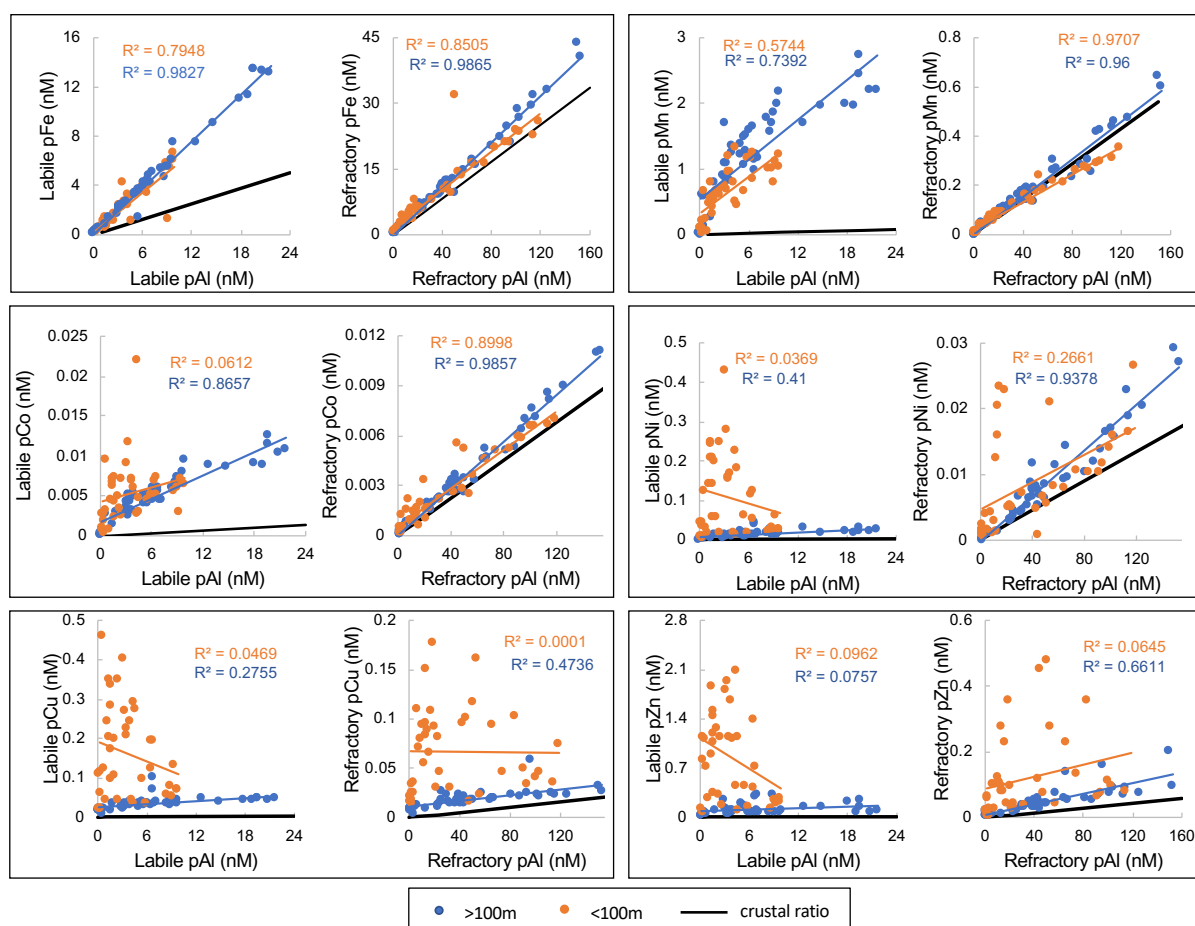 R² = 0.7948
R² = 0.9827
Labile pFe (nM)
16
12
8
4
0
0
6
12
18
24
Labile pAl (nM)
R² = 0.8505
R² = 0.9865
Refractory pFe (nM)
45
30
15
0
0
40
80
120
160
Refractory pAl (nM)
R² = 0.5744
R² = 0.7392
Labile pMn (nM)
3
2
1
0
0
6
12
18
24
Labile pAl (nM)
R² = 0.9707
R² = 0.96
Refractory pMn (nM)
0.8
0.6
0.4
0.2
0
0
40
80
120
160
Refractory pAl (nM)
R² = 0.0612
R² = 0.8657
Labile pCo (nM)
0.025
0.02
0.015
0.01
0.005
0
0
6
12
18
24
Labile pAl (nM)
R² = 0.8998
R² = 0.9857
Refractory pCo (nM)
0.012
0.009
0.006
0.003
0.000
0
40
80
120
Refractory pAl (nM)
R² = 0.0369
R² = 0.41
Labile pNi (nM)
0.5
0.4
0.3
0.2
0.1
0
0
6
12
18
24
Labile pAl (nM)
R² = 0.2661
R² = 0.9378
Refractory pNi (nM)
0.03
0.02
0.01
0
0
40
80
120
Refractory pAl (nM)
R² = 0.0469
R² = 0.2755
Labile pCu (nM)
0.5
0.4
0.3
0.2
0.1
0
0
6
12
18
24
Labile pAl (nM)
R² = 0.0001
R² = 0.4736
Refractory pCu (nM)
0.2
0.15
0.1
0.05
0
0
40
80
120
Refractory pAl (nM)
R² = 0.0962
R² = 0.0757
Labile pZn (nM)
2.8
2.1
1.4
0.7
0
0
6
12
18
24
Labile pAl (nM)
R² = 0.0645
R² = 0.6611
Refractory pZn (nM)
0.6
0.4
0.2
0
0
40
80
120
160
Refractory pAl (nM)
>100m
<100m
crustal ratio